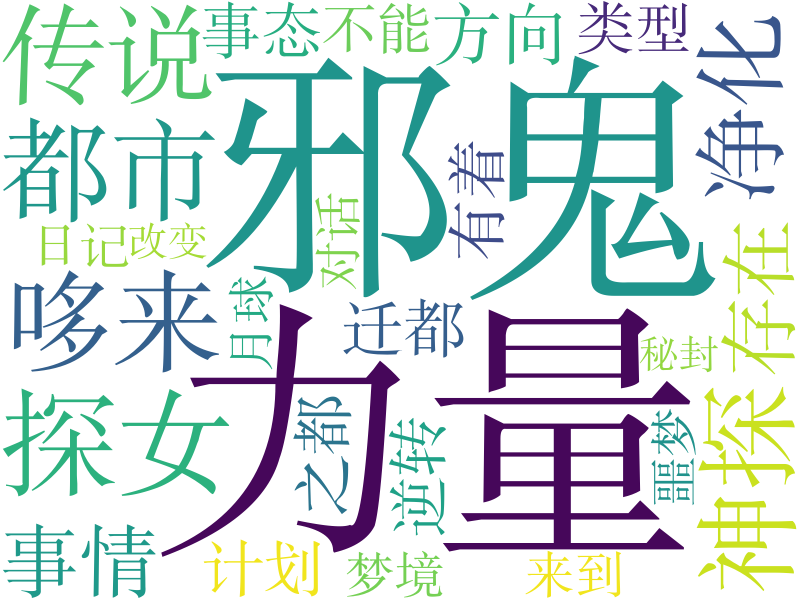 传说
事态
不能
方向
类型
净化
邪鬼
都市
有着
对话
日记
改变
存在
哆来
月球
迁都
秘封
力量
探女
之都
逆转
噩梦
神探
事情
计划
梦境
来到